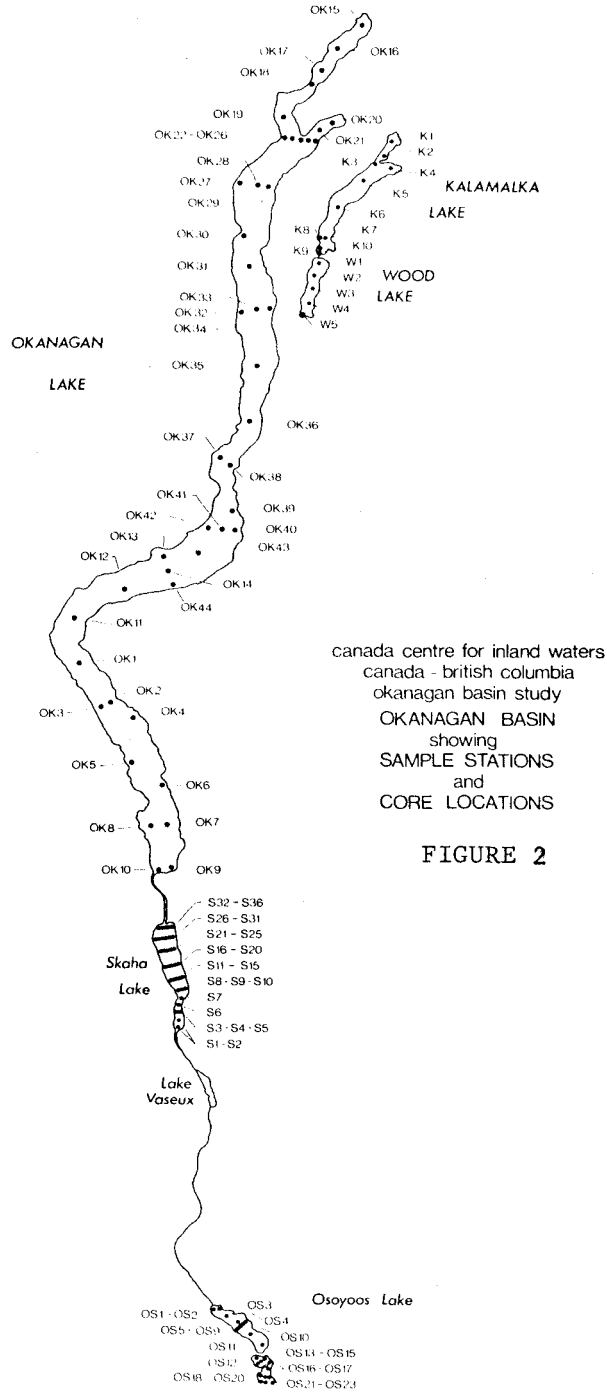 OK15
OK17
OK16
OK18
OK19
OK20
OK22 - OK26
OK21
OK28
OK27
OK29
OK30
OK31
OK33
OK32
OK34
OK35
OK36
OK37
OK38
OK41
OK39
OK42
OK40
OK13
OK43
OK12
OK14
OK44
OK11
OK1
OK2
OK3
OK4
OK5
OK6
OK8
OK7
OK10
OK9
OKANAGAN
LAKE
K1
K2
K3
K4
K5
K6
K8
K7
K9
K10
KALAMALKA
LAKE
W1
W2
W3
W4
W5
WOOD
LAKE
canada centre for inland waters
canada - british columbia
okanagan basin study
OKANAGAN BASIN
showing
SAMPLE STATIONS
and
CORE LOCATIONS
FIGURE 2
S32 - S36
S26 - S31
S21 - S25
S16 - S20
S11 - S15
S8 - S9 - S10
S7
S6
S3 - S4 - S5
S1 - S2
Skaha
Lake
Lake
Vaseux
Osoyoos Lake
OS1 - OS2
OS3
OS4
OS5 - OS9
OS10
OS11
OS12
OS13 - OS15
OS16 - OS17
OS18 - OS20
OS21 - OS23